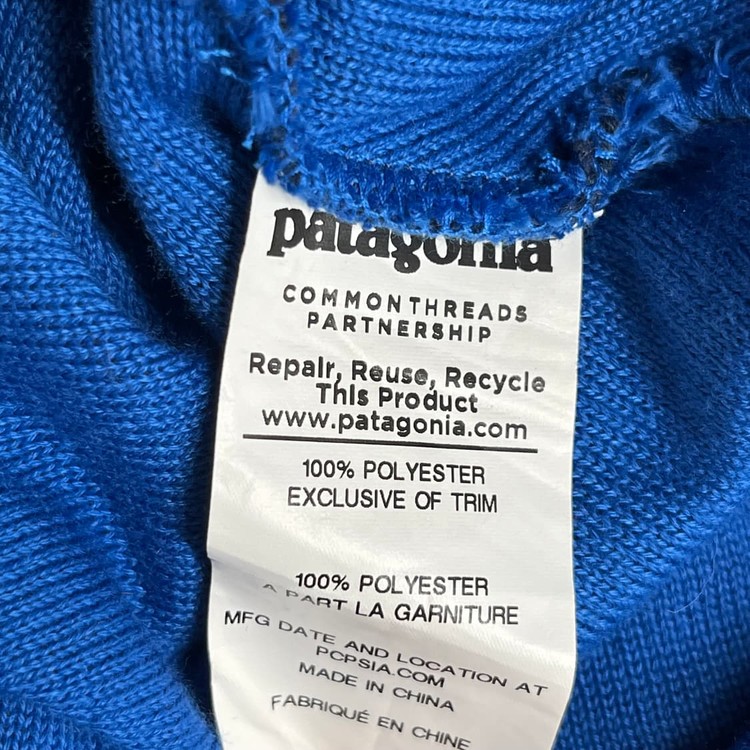 patagonia
COMMONTHREADS
PARTNERSHIP
Repair, Reuse, Recycle
This Product
www.patagonia.com
100% POLYESTER
EXCLUSIVE OF TRIM
100% POLYESTER
A PART LA GARNITURE
MFG DATE AND LOCATION AT
PCPSIA.COM
MADE IN CHINA
FABRIQUÉ EN CHINE